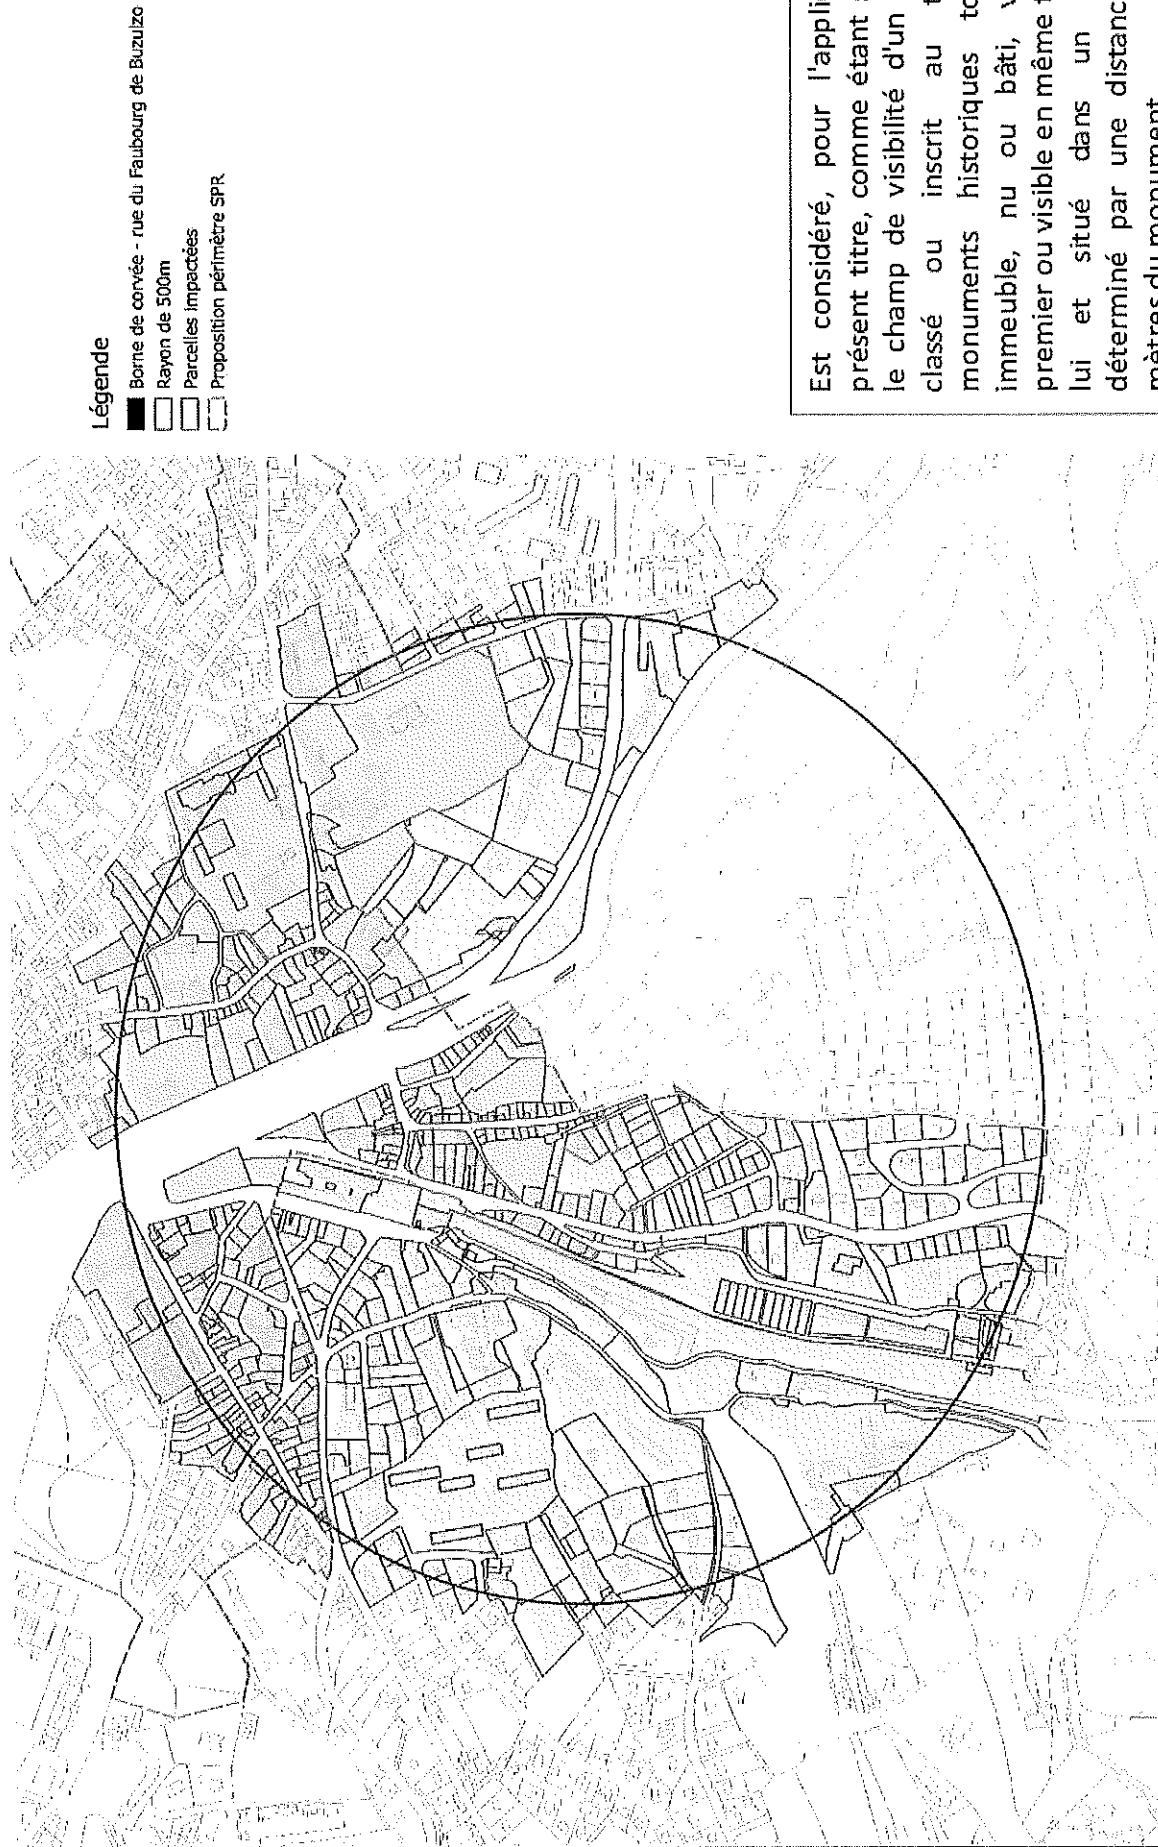 Légende
Borne de corvée - rue du Faubourg de Buzulzo
Rayon de 500m
Parcelles impactées
Proposition périmètre SPR
Est considéré, pour l'appli
présent titre, comme étant
le champ de visibilité d'un
classé ou inscrit au
monuments historiques
immeuble, nu ou bâti,
premier ou visible en même
lui et situé dans un
déterminé par une distanc
mètres du monument